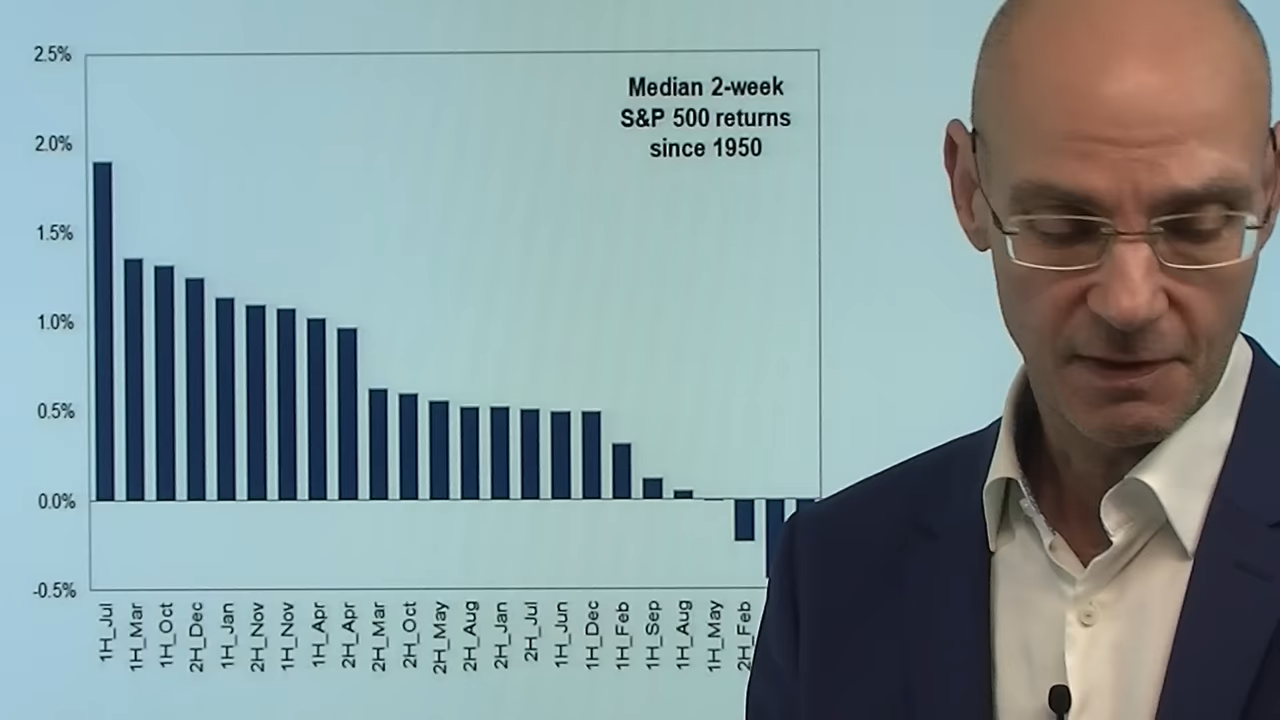 2.5%
2.0%
1.5%
1.0%
0.5%
0.0%
-0.5%
Median 2-week
S&P 500 returns
since 1950
1H_Jul
1H_Mar
1H_Oct
2H_Dec
1H_Jan
2H_Nov
1H_Nov
1H_Apr
2H_Apr
2H_Mar
2H_Oct
2H_May
2H_Aug
2H_Jan
2H_Jul
1H_Jun
1H_Dec
1H_Feb
1H_Sep
1H_Aug
1H_May
2H_Feb